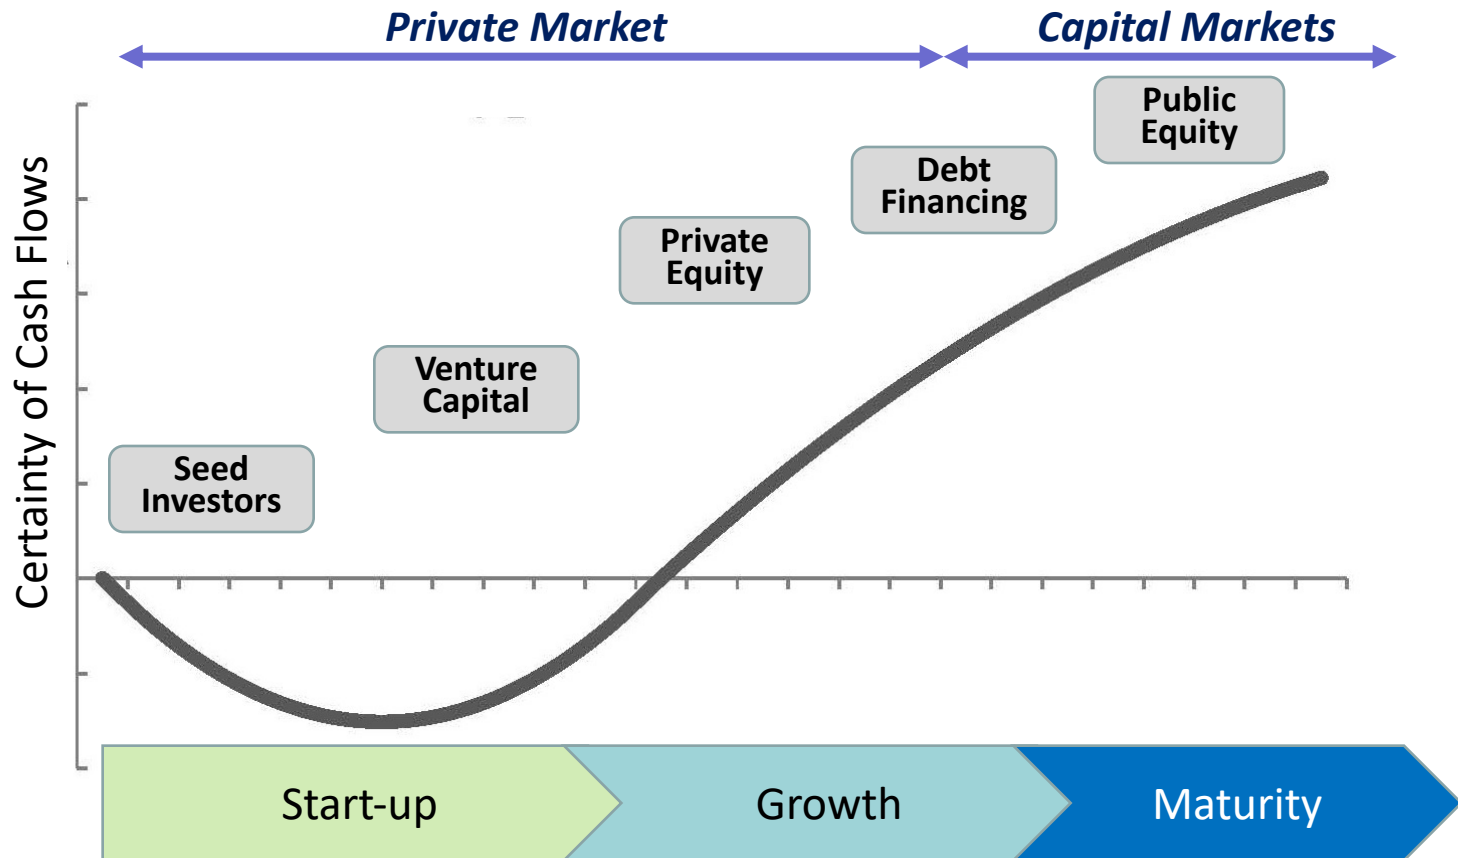 Private Market
Capital Markets
Public
Equity
Debt
Financing
Private
Equity
Venture
Capital
Seed
Investors
Certainty of Cash Flows
Start-up
Growth
Maturity